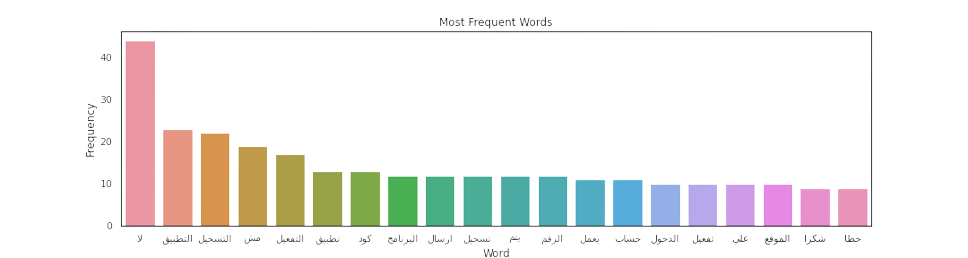 Most Frequent Words
Frequency
40
30
20
10
0
لا التطبيق التسجيل مش التفعيل تطبيق كود البرنامج ارسال تسجيل يتم الرقم يعمل حساب الدخول تفعيل علي الموقع شكرا خطا
Word